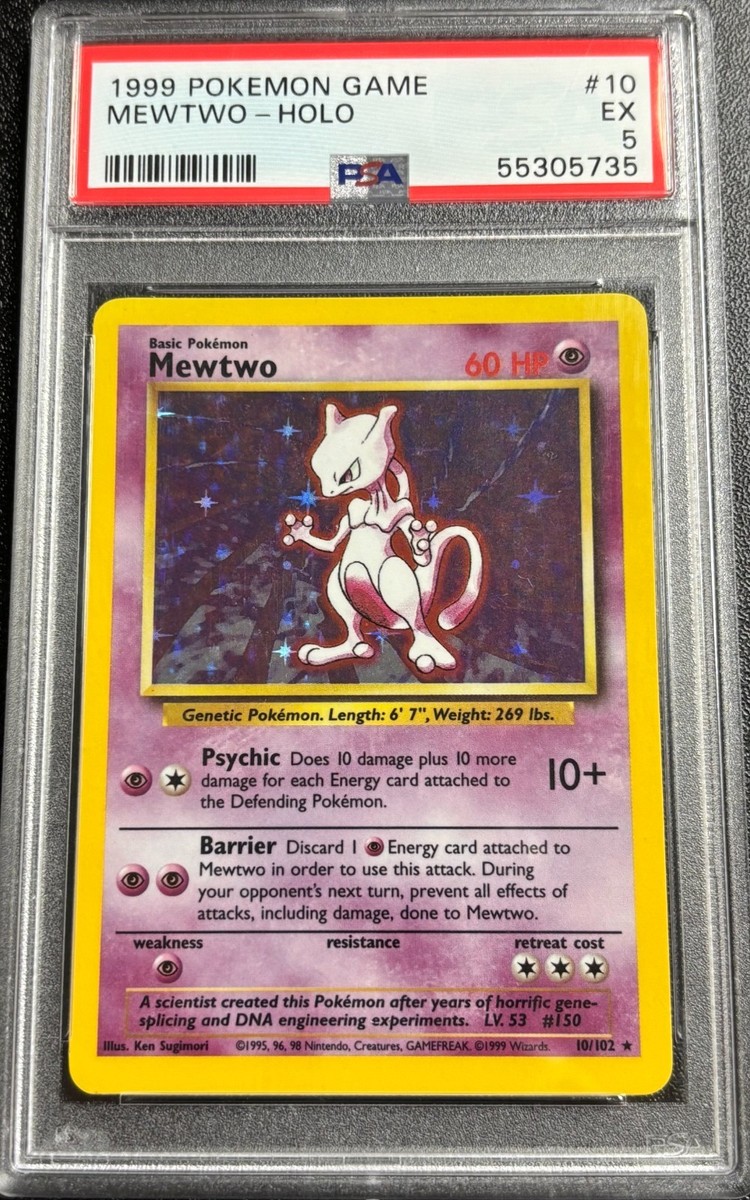 1999 POKEMON GAME #10
MEWTWO – HOLO EX
5
PSA 55305735
Basic Pokémon
Mewtwo 60 HP
Genetic Pokémon. Length: 6' 7", Weight: 269 lbs.
Psychic Does 10 damage plus 10 more
damage for each Energy card attached to
the Defending Pokémon.
10+
Barrier Discard 1 Energy card attached to
Mewtwo in order to use this attack. During
your opponent's next turn, prevent all effects of
attacks, including damage, done to Mewtwo.
weakness resistance retreat cost
A scientist created this Pokémon after years of horrific gene-
splicing and DNA engineering experiments. LV. 53 #150
Illus. Ken Sugimori ©1995, 96, 98 Nintendo, Creatures, GAMEFREAK. ©1999 Wizards. 10/102 ★
PSA